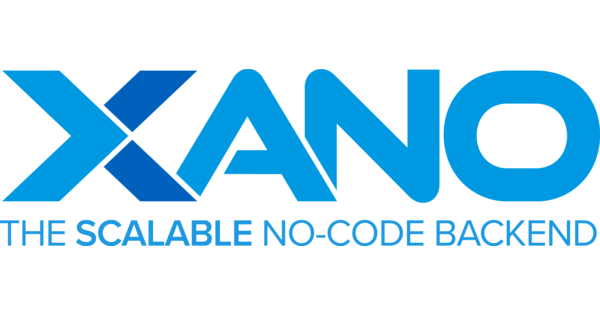 XANO
THE SCALABLE NO-CODE BACKEND